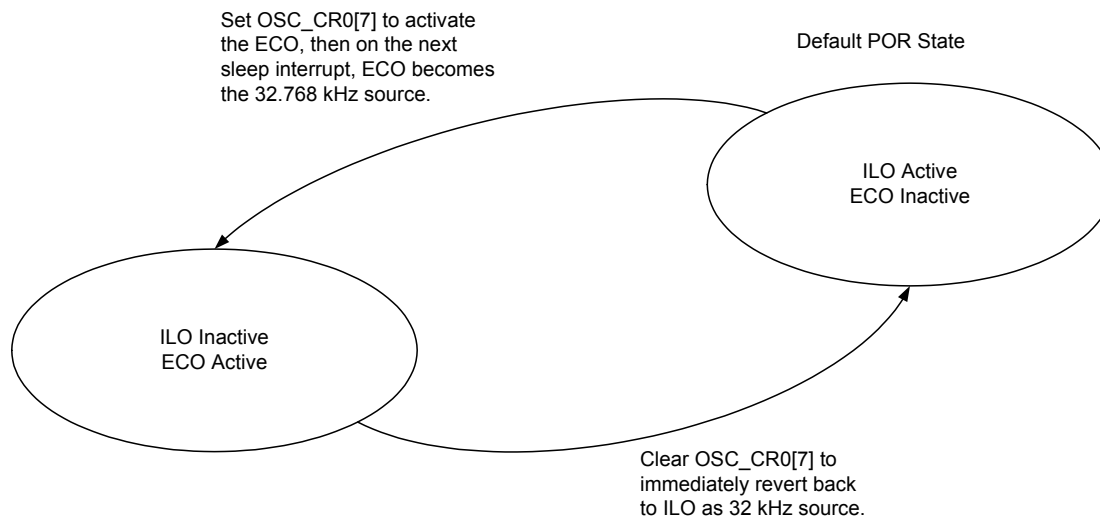 Set OSC_CR0[7] to activate
the ECO, then on the next
sleep interrupt, ECO becomes
the 32.768 kHz source.
Default POR State
ILO Active
ECO Inactive
ILO Inactive
ECO Active
Clear OSC_CR0[7] to
immediately revert back
to ILO as 32 kHz source.